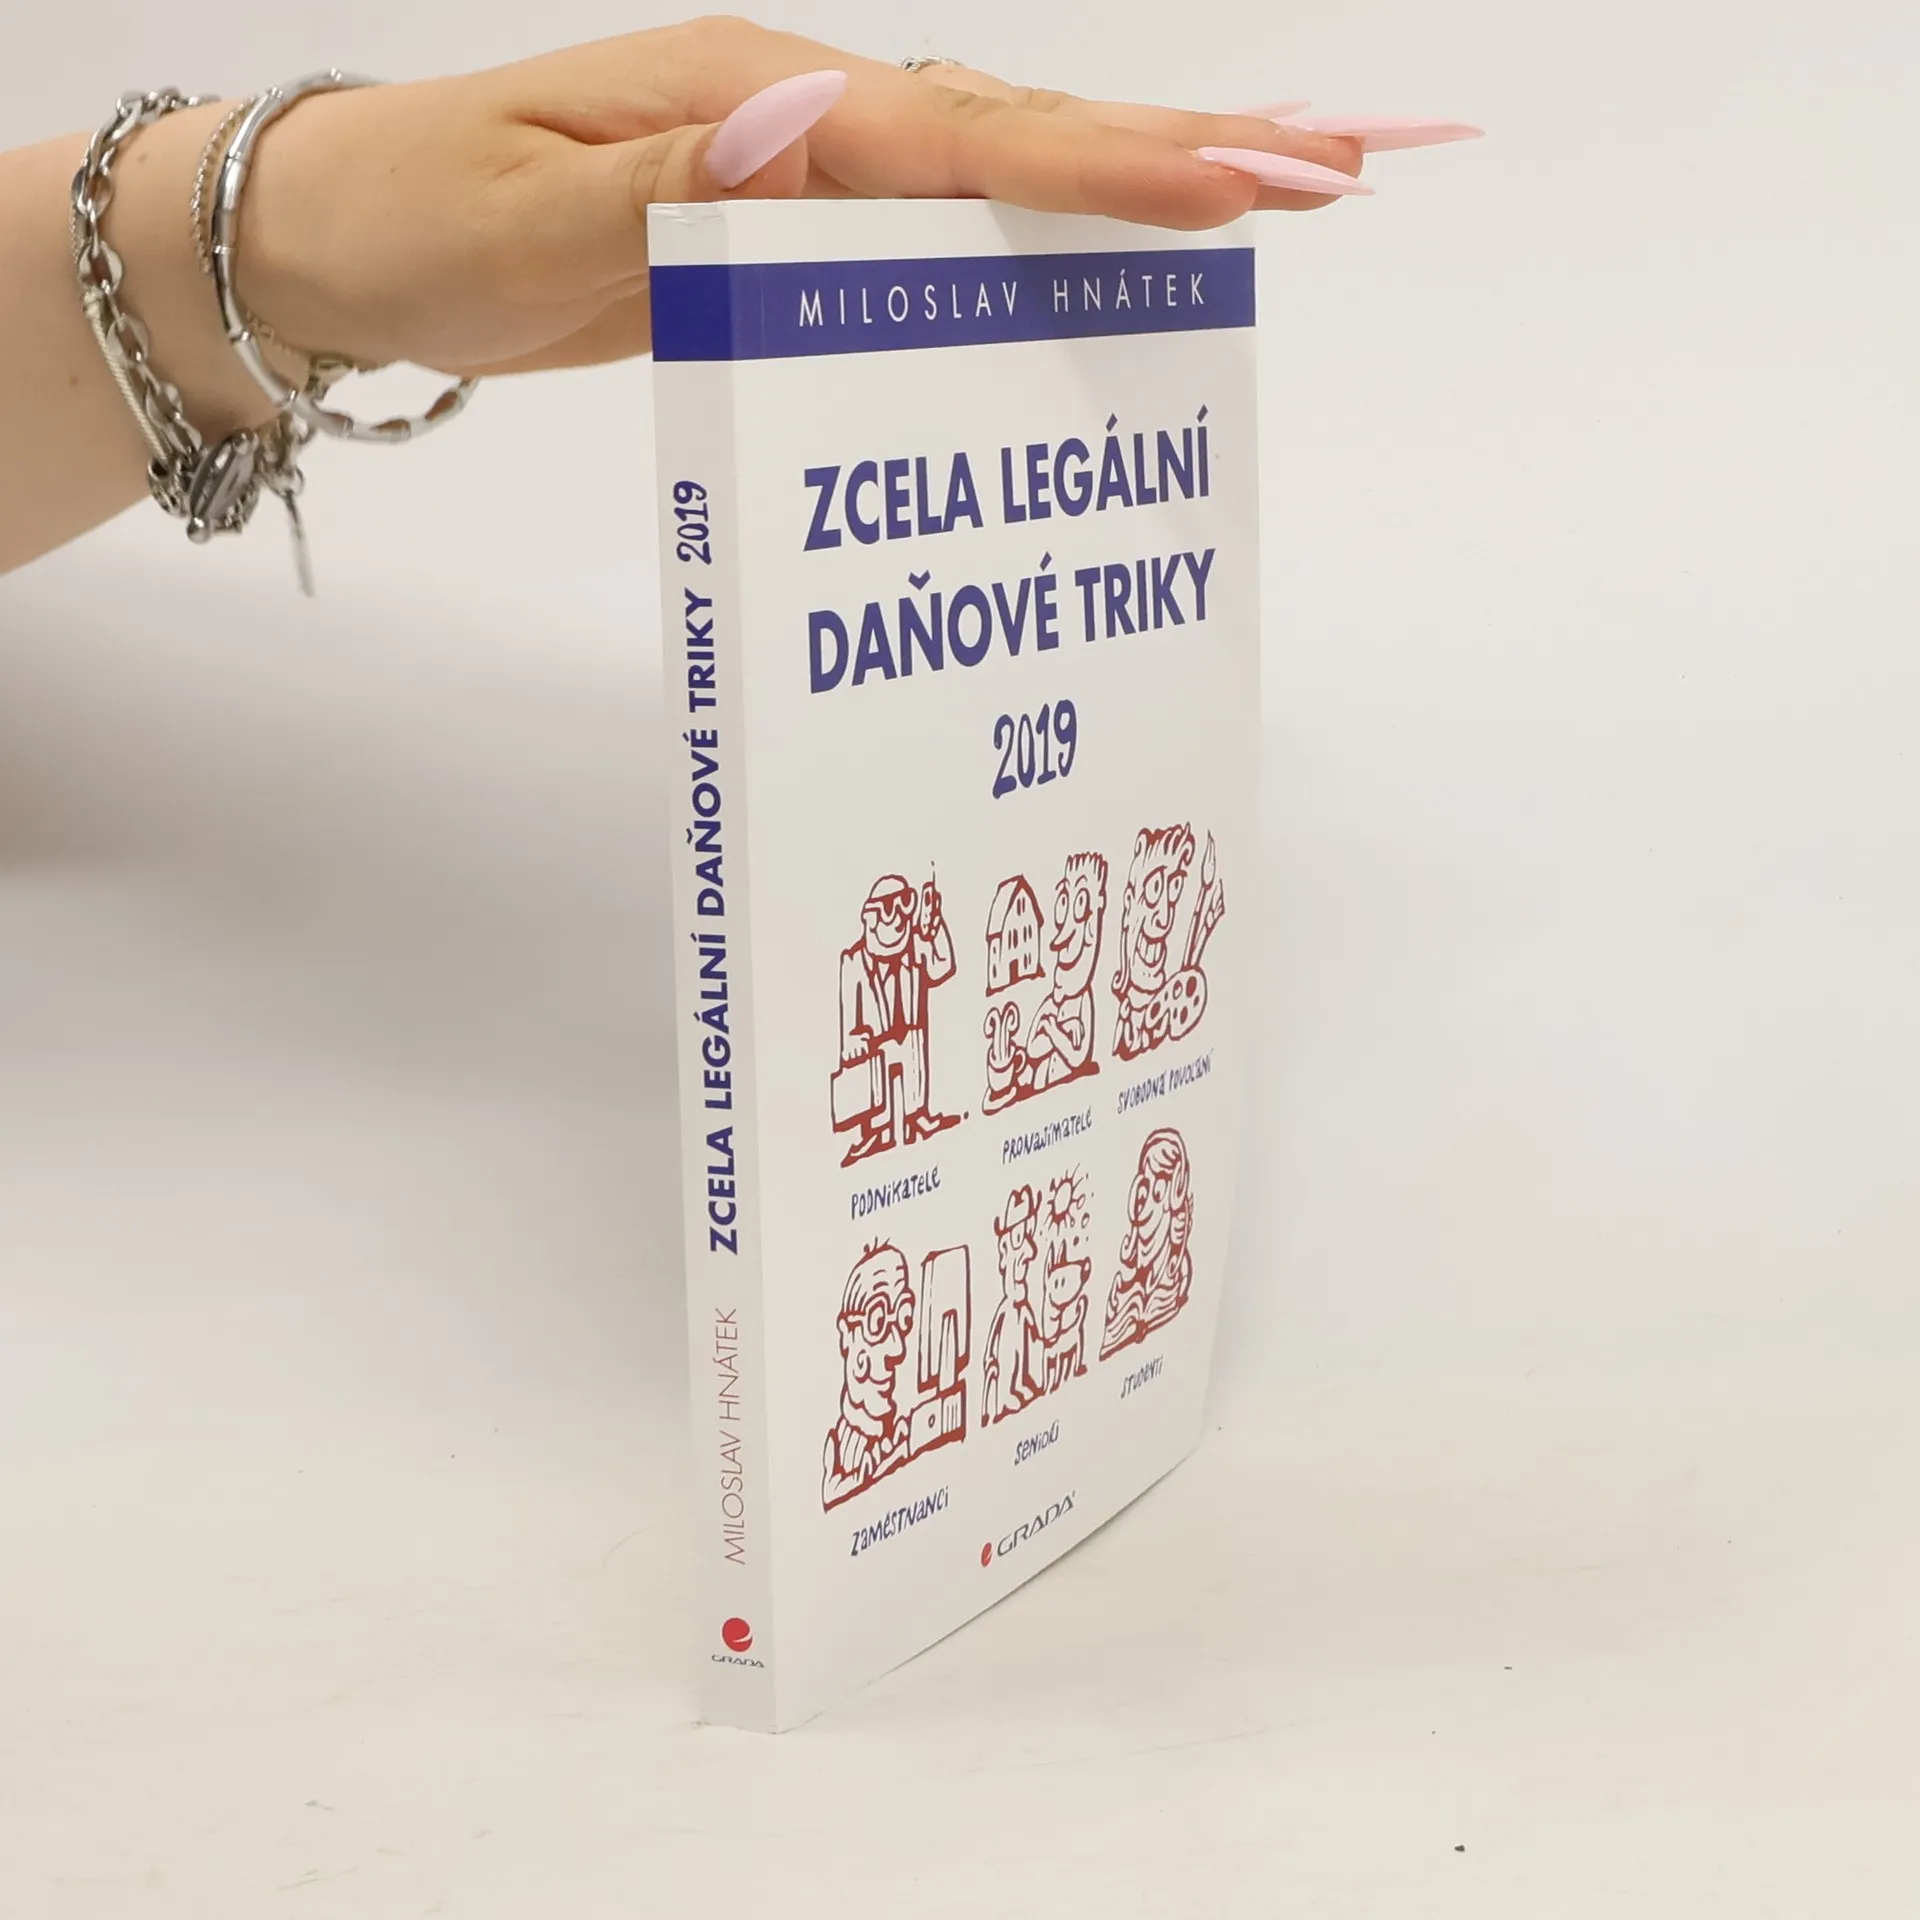 MILOSLAV HNÁTEK
ZCELA LEGÁLNÍ
DAŇOVÉ TRIKY
2019
PODNIKATELÉ
PRONAJÍMATELÉ
SVOBODNÁ POVOLÁNÍ
ZAMĚSTNANCI
SENIOŘI
STUDENTI
GRADA
MILOSLAV HNÁTEK ZCELA LEGÁLNÍ DAŇOVÉ TRIKY 2019
GRADA